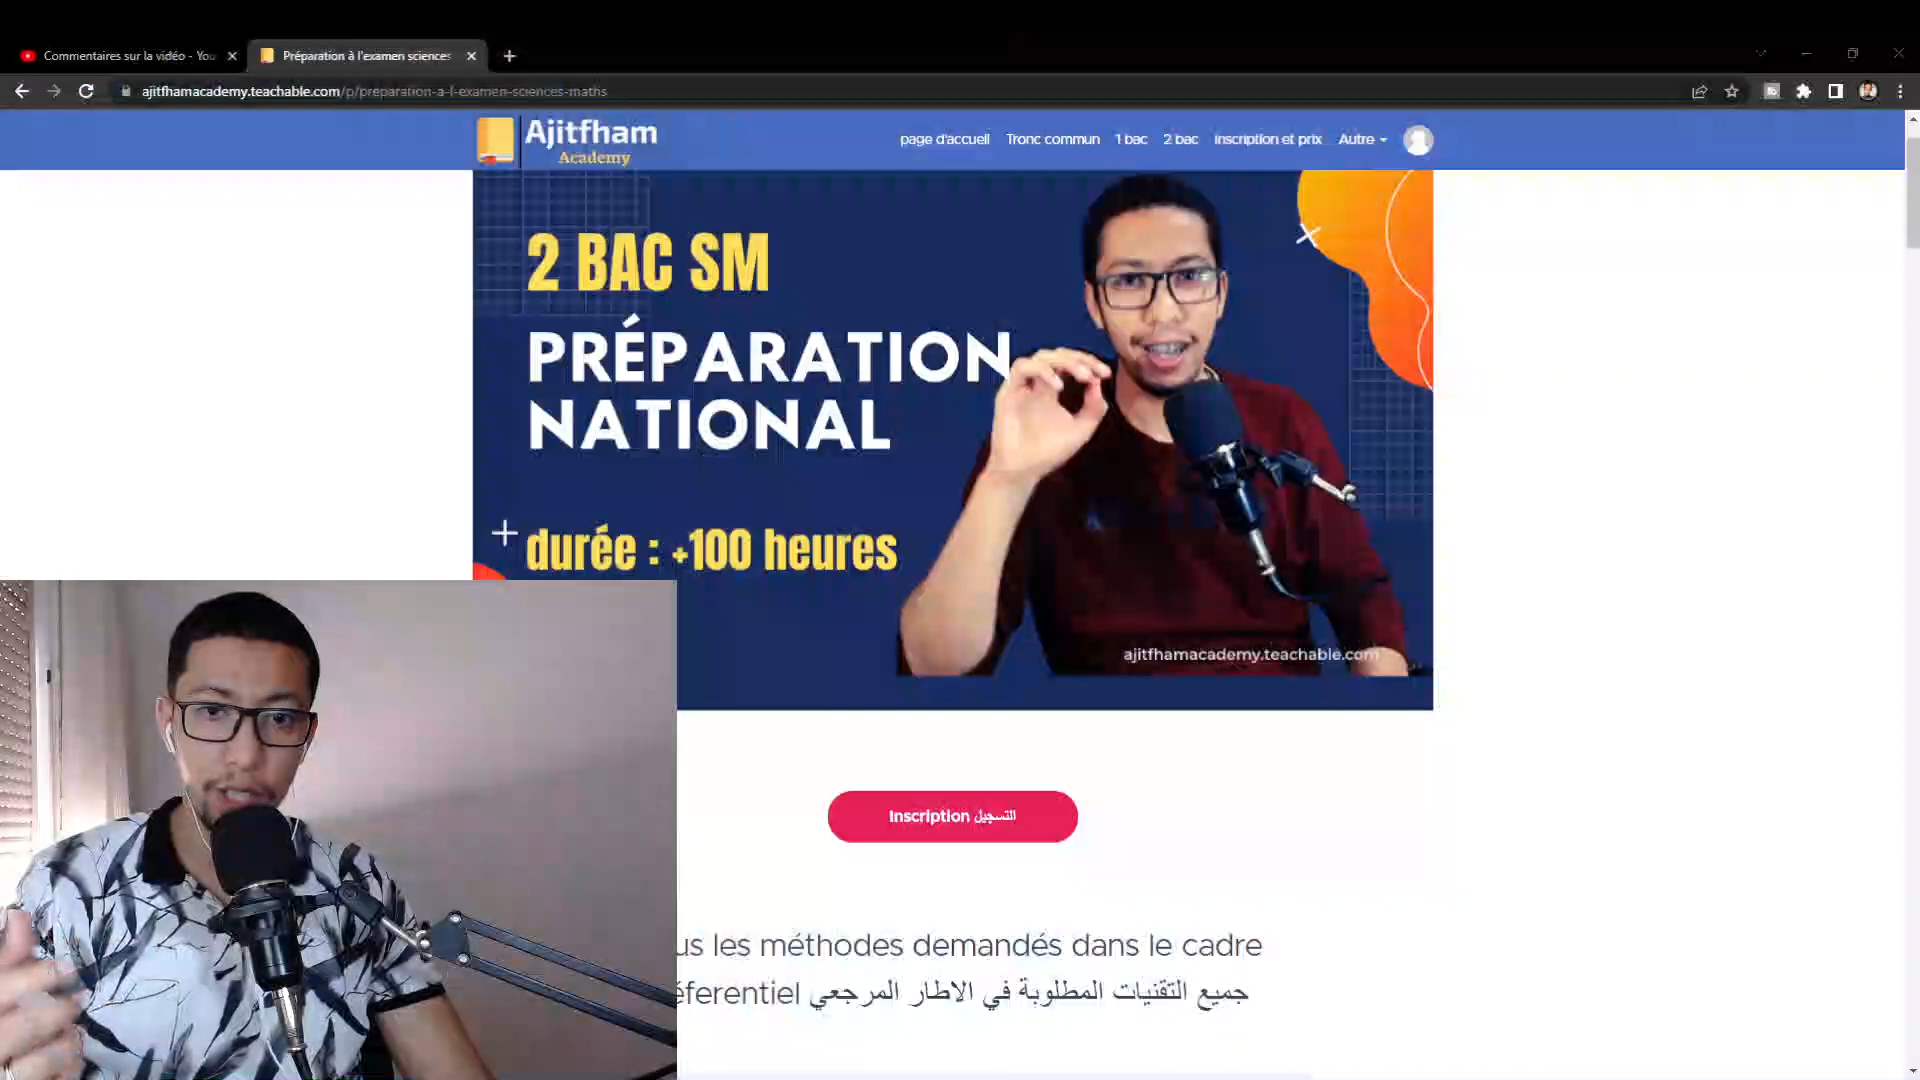 Commentaires sur la vidéo - You
Préparation à l'examen sciences
ajitfhamacademy.teachable.com/p/preparation-a-l-examen-sciences-maths
Ajitfham
Academy
page d'accueil Tronc commun 1 bac 2 bac inscription et prix Autre
2 BAC SM
PRÉPARATION
NATIONAL
durée : +100 heures
ajitfhamacademy.teachable.com
Inscription التسجيل
us les méthodes demandés dans le cadre
éferentiel جميع التقنيات المطلوبة في الاطار المرجعي